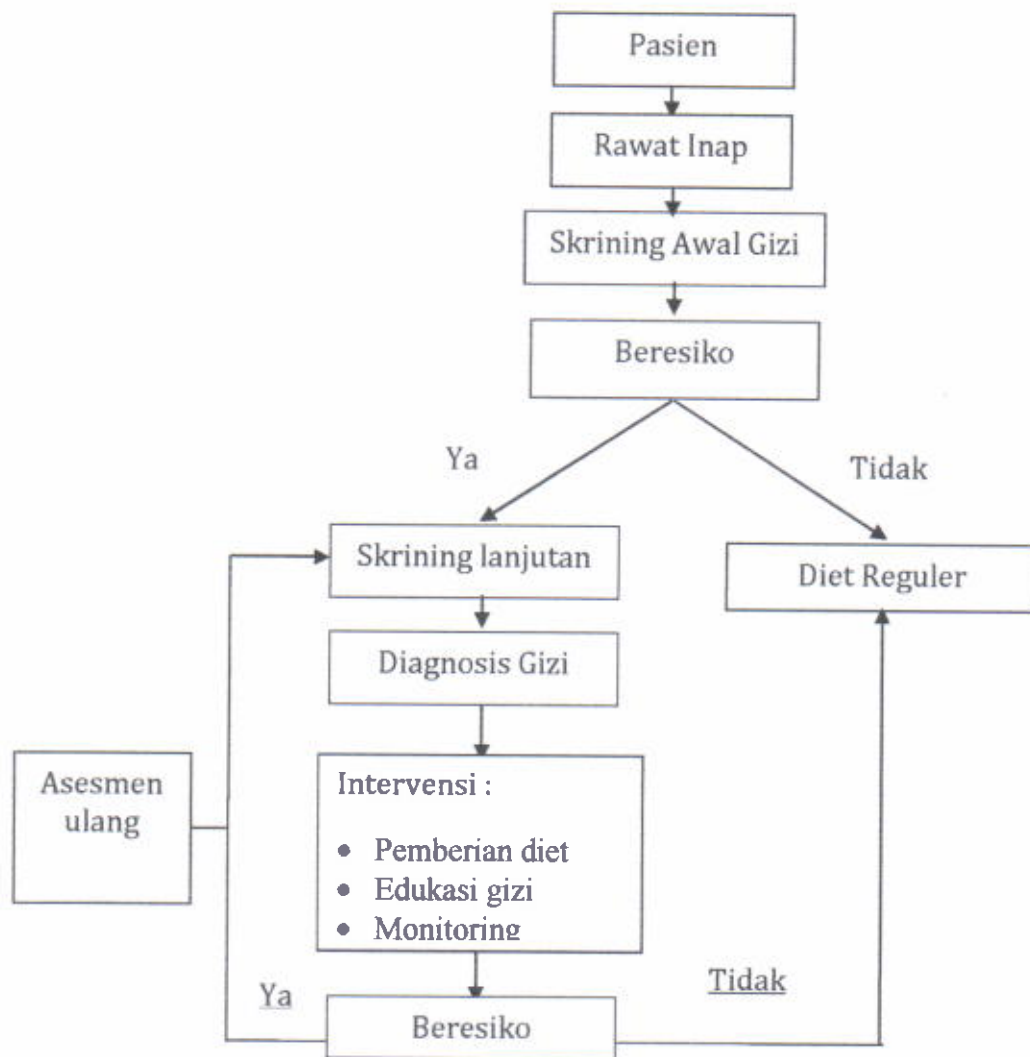 Pasien
Rawat Inap
Skrining Awal Gizi
Beresiko
Ya
Tidak
Skrining lanjutan
Diet Reguler
Diagnosis Gizi
Asesmen
ulang
Intervensi :
• Pemberian diet
• Edukasi gizi
• Monitoring
Ya
Tidak
Beresiko